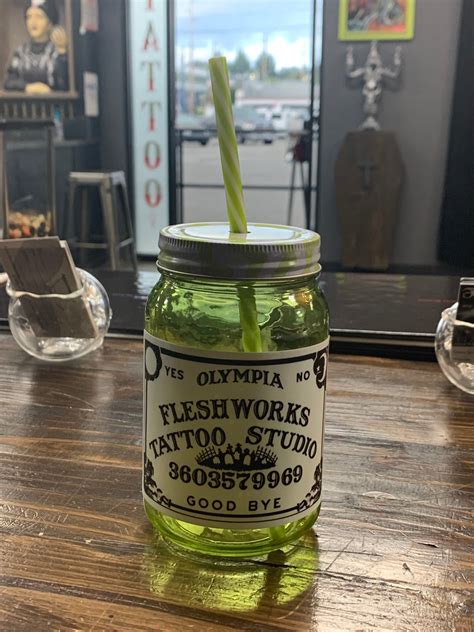 TATTOO
YES OLYMPIA NO
FLESHWORKS
TATTOO STUDIO
3603579969
GOOD BYE